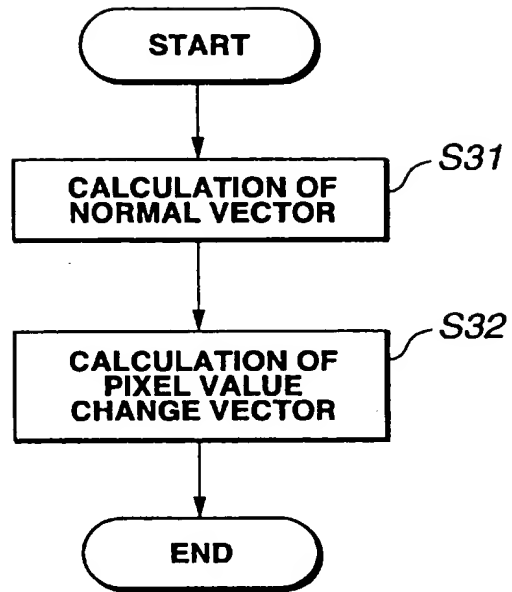 START
CALCULATION OF
NORMAL VECTOR
S31
CALCULATION OF
PIXEL VALUE
CHANGE VECTOR
S32
END